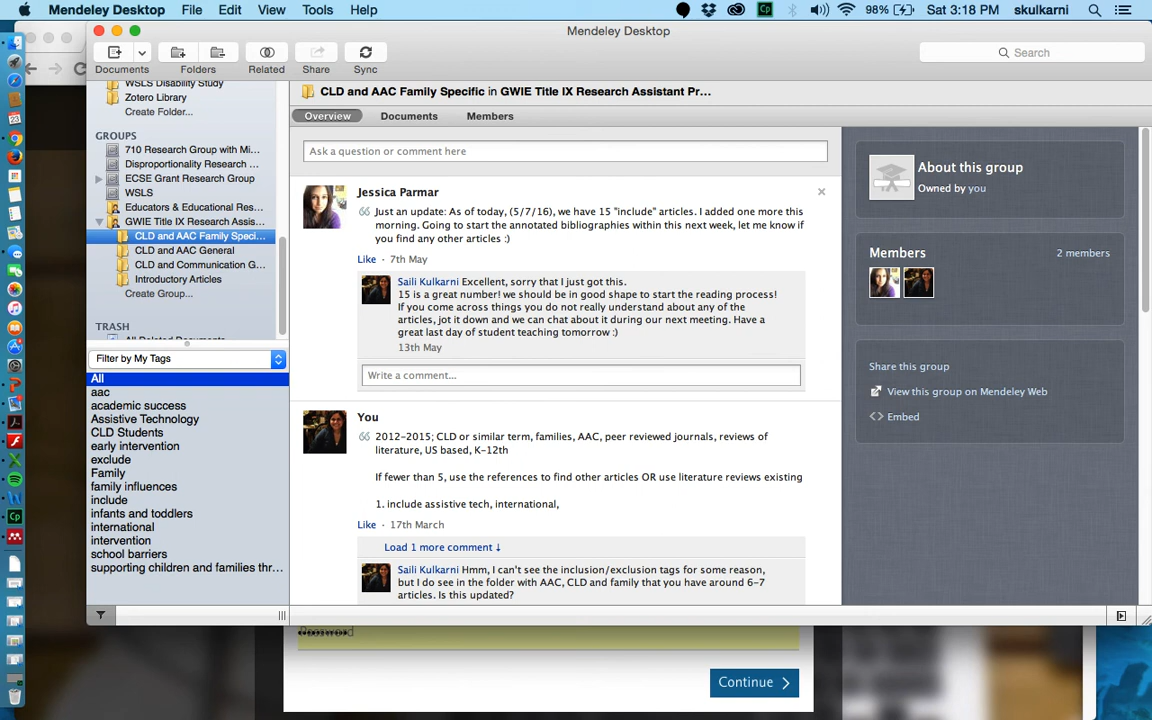 Mendeley Desktop File Edit View Tools Help 98% Sat 3:18 PM skulkarni
Mendeley Desktop
Documents Folders Related Share Sync
Search
WSLS Disability Study
Zotero Library
Create Folder...
GROUPS
710 Research Group with Mi...
Disproportionality Research ...
ECSE Grant Research Group
WSLS
Educators & Educational Res...
GWIE Title IX Research Assis...
CLD and AAC Family Speci...
CLD and AAC General
CLD and Communication G...
Introductory Articles
Create Group...
TRASH
All Deleted Documents
Filter by My Tags
All
aac
academic success
Assistive Technology
CLD Students
early intervention
exclude
Family
family influences
include
infants and toddlers
international
intervention
school barriers
supporting children and families thr...
CLD and AAC Family Specific in GWIE Title IX Research Assistant Pr...
Overview Documents Members
Ask a question or comment here
Jessica Parmar
Just an update: As of today, (5/7/16), we have 15 "include" articles. I added one more this
morning. Going to start the annotated bibliographies within this next week, let me know if
you find any other articles :)
Like · 7th May
Saili Kulkarni Excellent, sorry that I just got this.
15 is a great number! we should be in good shape to start the reading process!
If you come across things you do not really understand about any of the
articles, jot it down and we can chat about it during our next meeting. Have a
great last day of student teaching tomorrow :)
13th May
Write a comment...
You
2012-2015; CLD or similar term, families, AAC, peer reviewed journals, reviews of
literature, US based, K-12th
If fewer than 5, use the references to find other articles OR use literature reviews existing
1. include assistive tech, international,
Like · 17th March
Load 1 more comment ↓
Saili Kulkarni Hmm, I can't see the inclusion/exclusion tags for some reason,
but I do see in the folder with AAC, CLD and family that you have around 6-7
articles. Is this updated?
About this group
Owned by you
Members 2 members
Share this group
View this group on Mendeley Web
<> Embed
Password
Continue